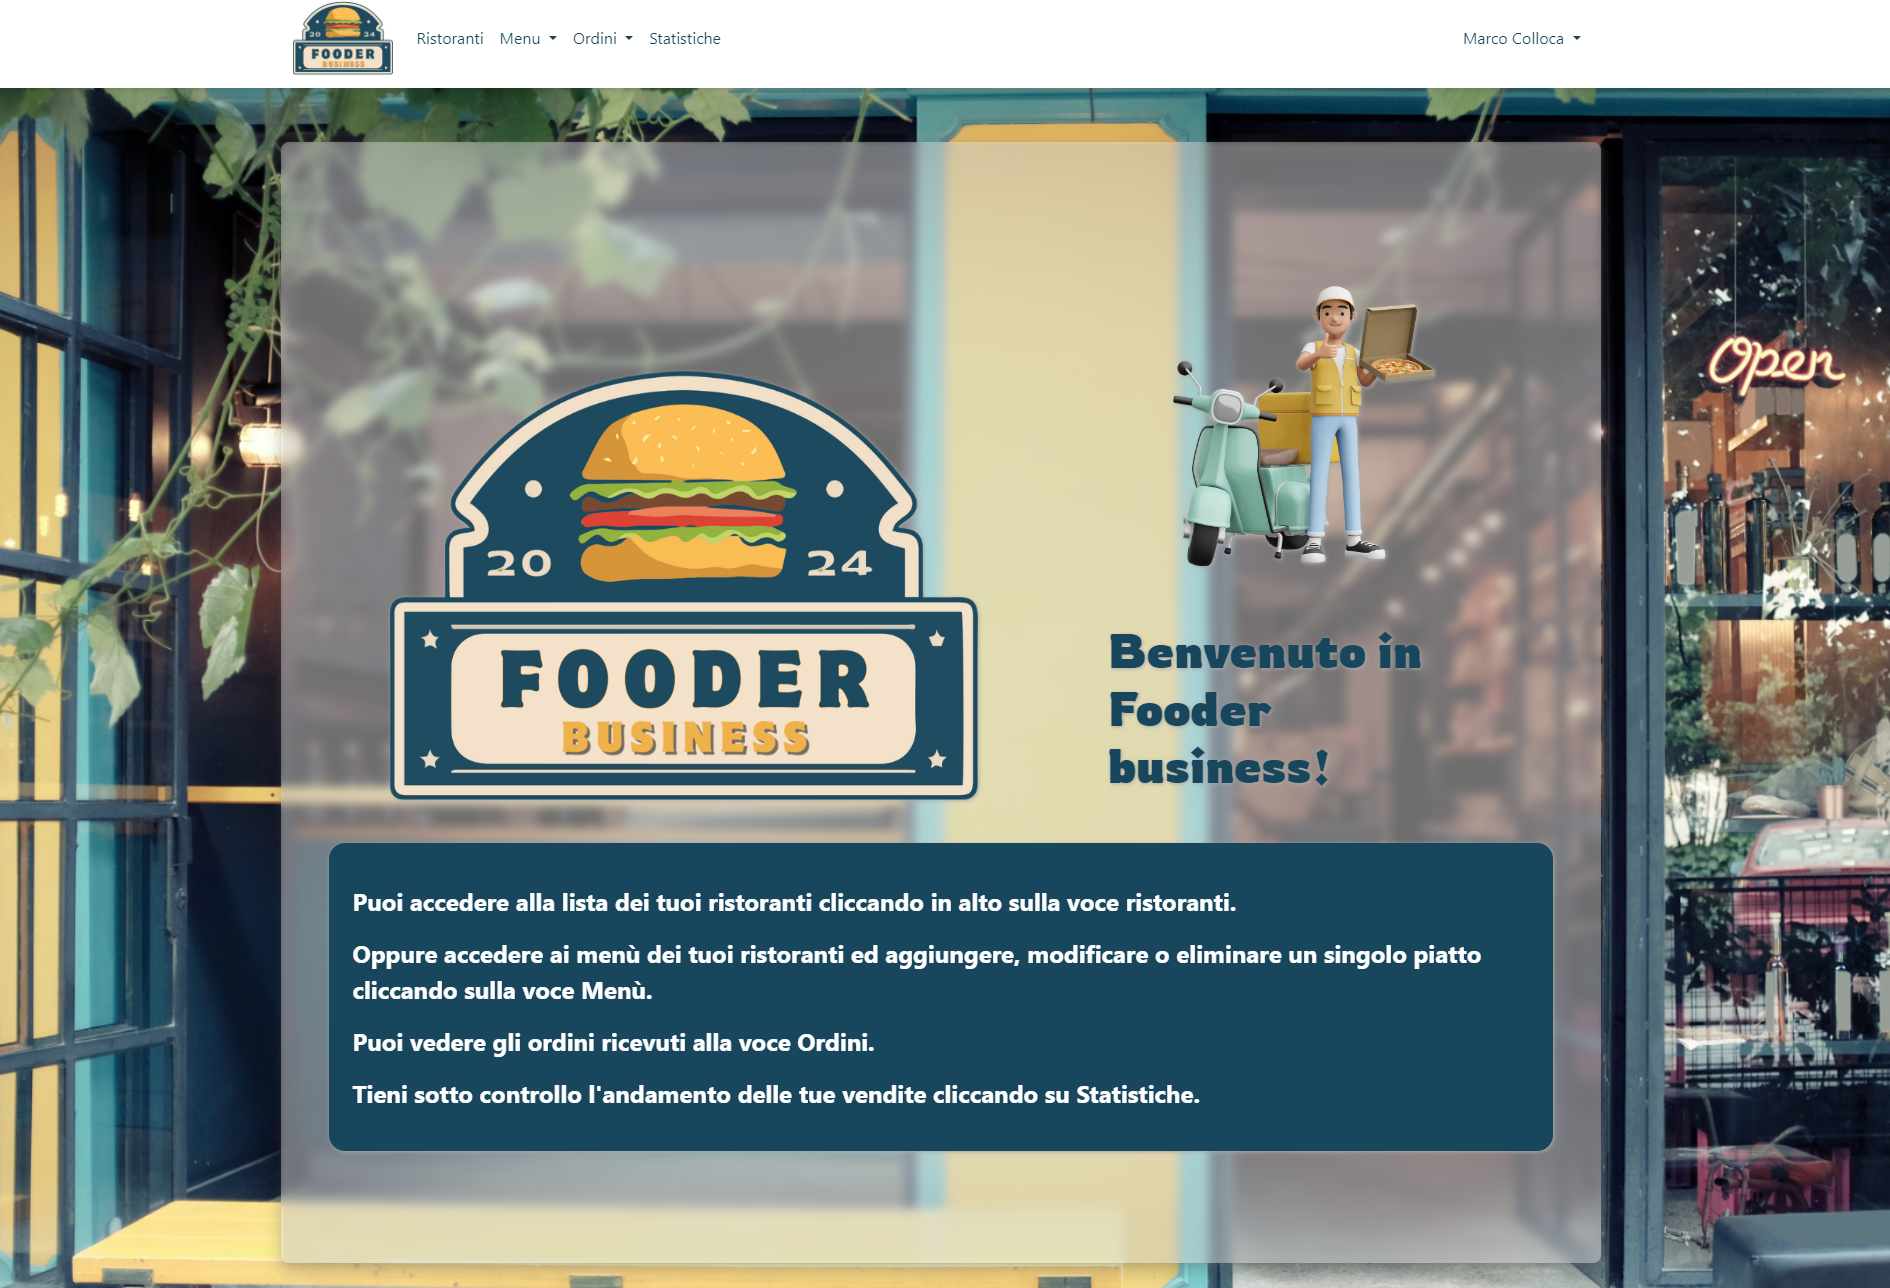 20 24
FOODER
BUSINESS
Ristoranti Menu Ordini Statistiche
Marco Colloca
Open
20 24
FOODER
BUSINESS
Benvenuto in
Fooder
business!
Puoi accedere alla lista dei tuoi ristoranti cliccando in alto sulla voce ristoranti.
Oppure accedere ai menù dei tuoi ristoranti ed aggiungere, modificare o eliminare un singolo piatto
cliccando sulla voce Menù.
Puoi vedere gli ordini ricevuti alla voce Ordini.
Tieni sotto controllo l'andamento delle tue vendite cliccando su Statistiche.